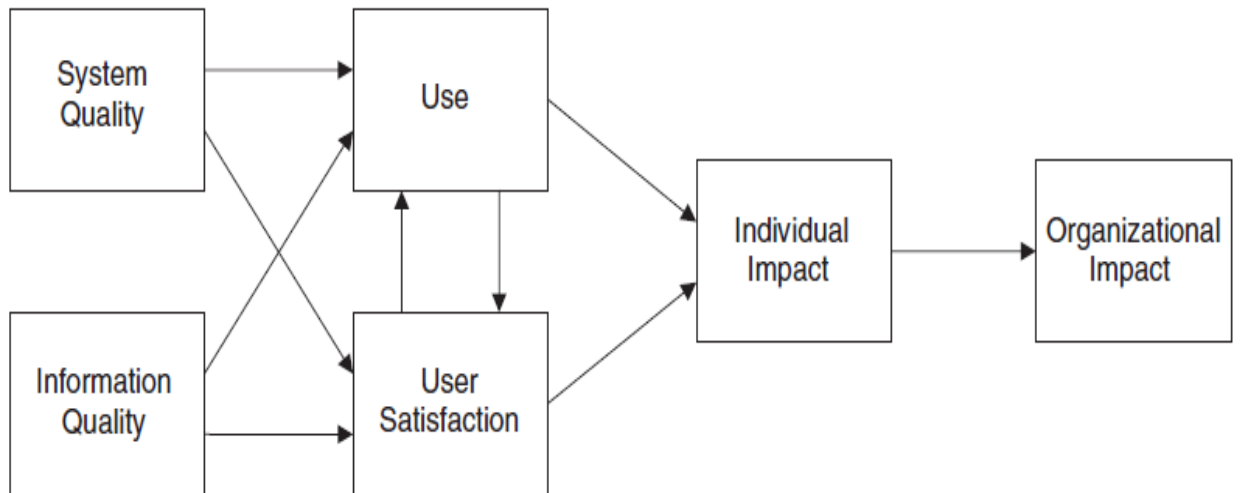 System
Quality
Use
Individual
Impact
Organizational
Impact
Information
Quality
User
Satisfaction